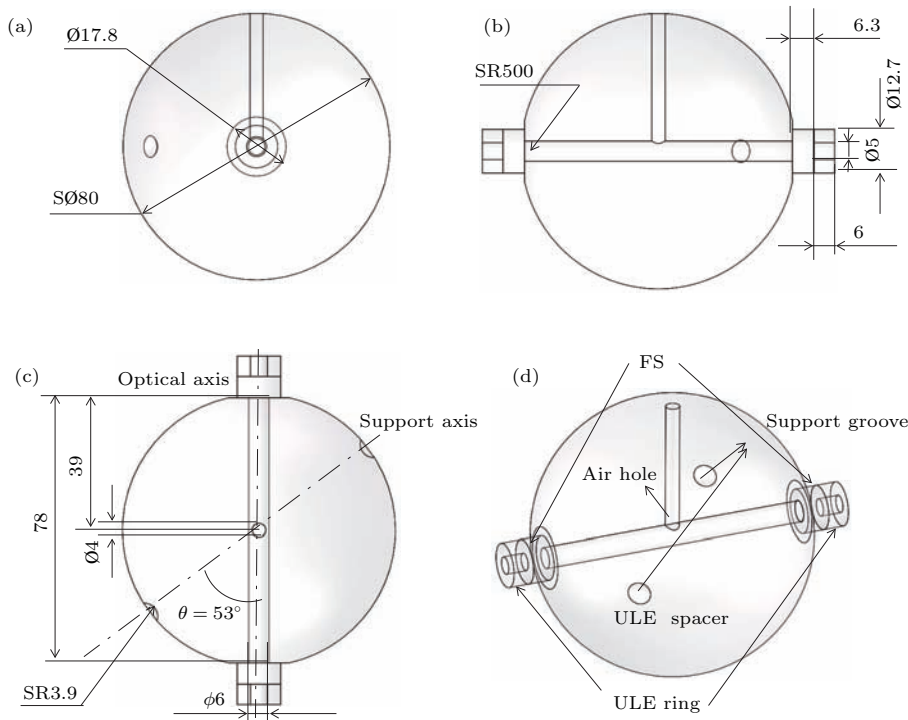 (a)
Ø17.8
SØ80
(b)
SR500
6.3
Ø12.7
Ø5
6
(c)
Optical axis
Support axis
39
78
Ø4
θ = 53°
SR3.9
ϕ6
(d)
FS
Support groove
Air hole
ULE spacer
ULE ring